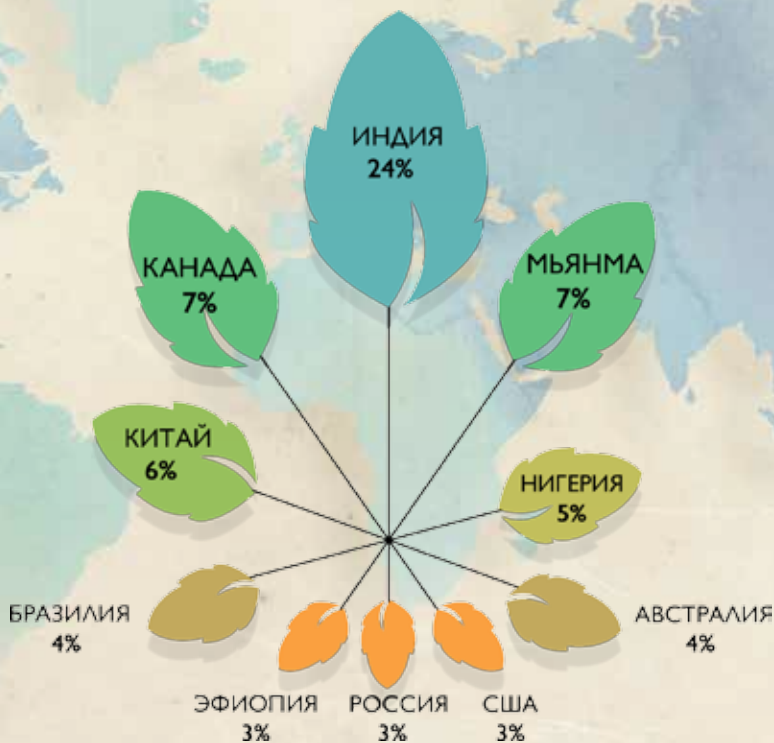 ИНДИЯ
24%
КАНАДА
7%
МЬЯНМА
7%
КИТАЙ
6%
НИГЕРИЯ
5%
БРАЗИЛИЯ
4%
АВСТРАЛИЯ
4%
ЭФИОПИЯ
3%
РОССИЯ
3%
США
3%